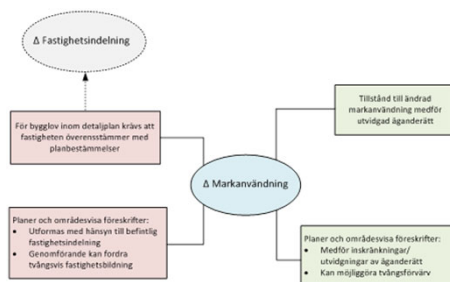 Δ Fastighetsindelning
För bygglov inom detaljplan krävs att
fastigheten överensstämmer med
planbestämmelser
Tillstånd till ändrad
markanvändning medför
utvidgad äganderätt
Δ Markanvändning
Planer och områdesvisa föreskrifter:
• Utformas med hänsyn till befintlig
fastighetsindelning
• Genomförande kan fordra
tvångsvis fastighetsbildning
Planer och områdesvisa föreskrifter:
• Medför inskränkningar/
utvidgningar av äganderätt
• Kan möjliggöra tvångsförvärv